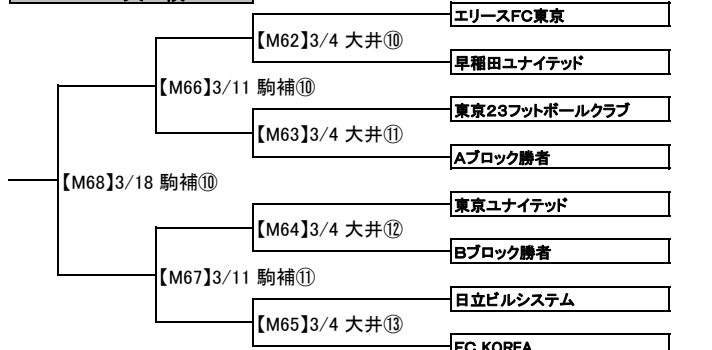 エリースFC東京
【M62】3/4 大井⑩
早稲田ユナイテッド
【M66】3/11 駒補⑩
東京23フットボールクラブ
【M63】3/4 大井⑪
Aブロック勝者
【M68】3/18 駒補⑩
東京ユナイテッド
【M64】3/4 大井⑫
Bブロック勝者
【M67】3/11 駒補⑪
日立ビルシステム
【M65】3/4 大井⑬
FC KOREA